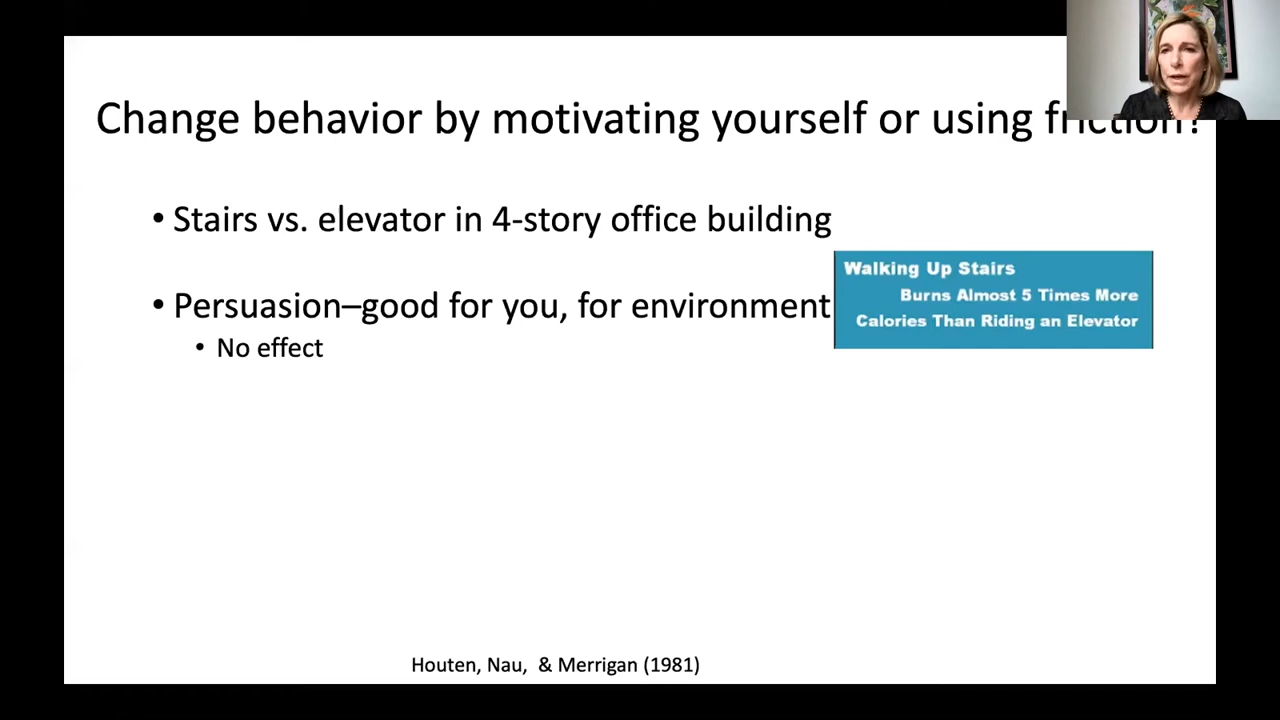 Change behavior by motivating yourself or using friction?
• Stairs vs. elevator in 4-story office building
• Persuasion–good for you, for environment
• No effect
Walking Up Stairs
Burns Almost 5 Times More
Calories Than Riding an Elevator
Houten, Nau, & Merrigan (1981)